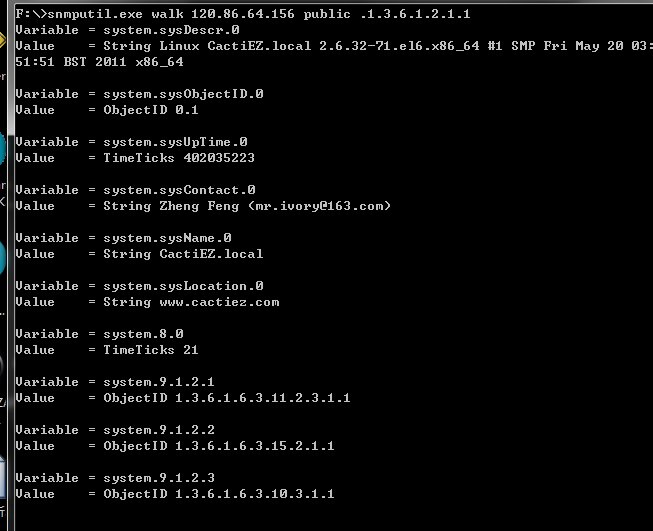 F:\>snmputil.exe walk 120.86.64.156 public .1.3.6.1.2.1.1
Variable = system.sysDescr.0
Value    = String Linux CactiEZ.local 2.6.32-71.el6.x86_64 #1 SMP Fri May 20 03:
51:51 BST 2011 x86_64
Variable = system.sysObjectID.0
Value    = ObjectID 0.1
Variable = system.sysUpTime.0
Value    = TimeTicks 402035223
Variable = system.sysContact.0
Value    = String Zheng Feng (mr.ivory@163.com)
Variable = system.sysName.0
Value    = String CactiEZ.local
Variable = system.sysLocation.0
Value    = String www.cactiez.com
Variable = system.8.0
Value    = TimeTicks 21
Variable = system.9.1.2.1
Value    = ObjectID 1.3.6.1.6.3.11.2.3.1.1
Variable = system.9.1.2.2
Value    = ObjectID 1.3.6.1.6.3.15.2.1.1
Variable = system.9.1.2.3
Value    = ObjectID 1.3.6.1.6.3.10.3.1.1